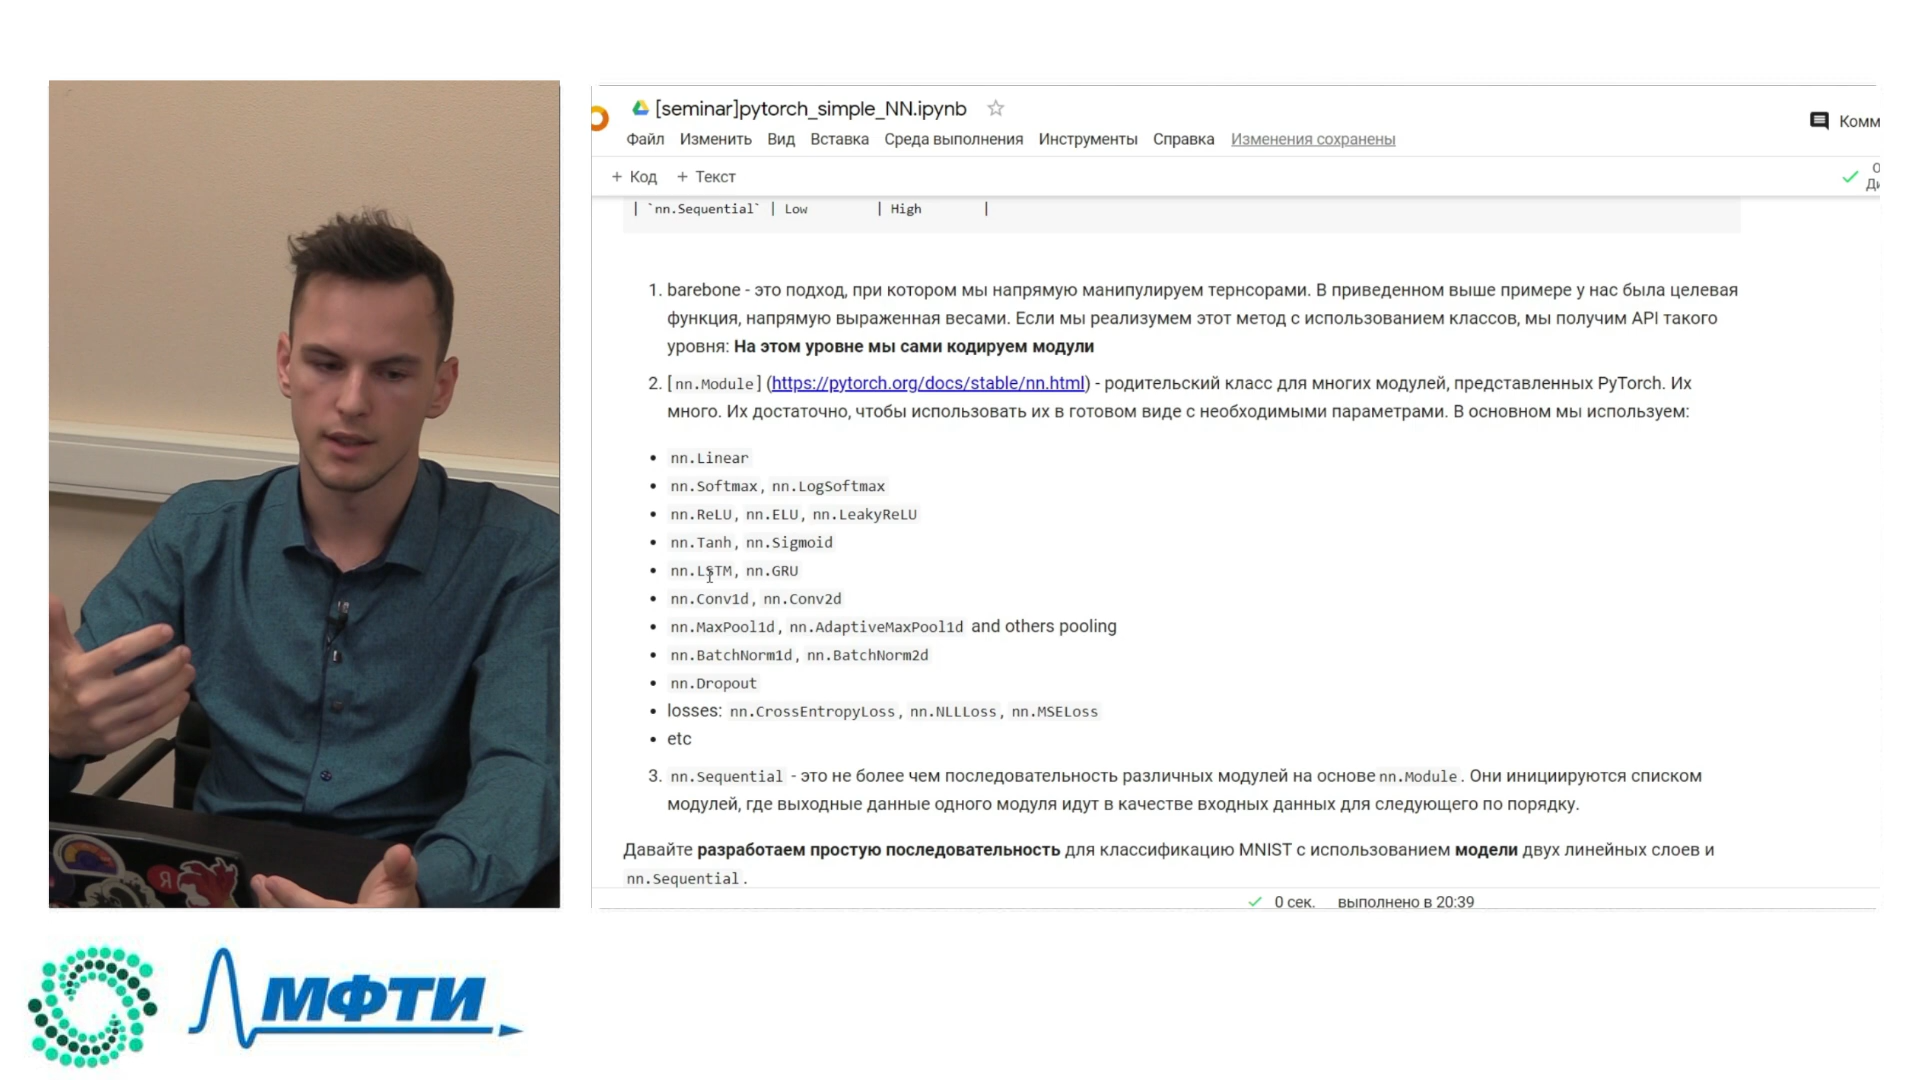 [seminar]pytorch_simple_NN.ipynb
Комм
Файл Изменить Вид Вставка Среда выполнения Инструменты Справка Изменения сохранены
+ Код + Текст
| `nn.Sequential` | Low | High |
1. barebone - это подход, при котором мы напрямую манипулируем тернсорами. В приведенном выше примере у нас была целевая
функция, напрямую выраженная весами. Если мы реализумем этот метод с использованием классов, мы получим API такого
уровня: На этом уровне мы сами кодируем модули
2. [ nn.Module ] (https://pytorch.org/docs/stable/nn.html) - родительский класс для многих модулей, представленных PyTorch. Их
много. Их достаточно, чтобы использовать их в готовом виде с необходимыми параметрами. В основном мы используем:
• nn.Linear
• nn.Softmax, nn.LogSoftmax
• nn.ReLU, nn.ELU, nn.LeakyReLU
• nn.Tanh, nn.Sigmoid
• nn.LSTM, nn.GRU
• nn.Conv1d, nn.Conv2d
• nn.MaxPool1d, nn.AdaptiveMaxPool1d and others pooling
• nn.BatchNorm1d, nn.BatchNorm2d
• nn.Dropout
• losses: nn.CrossEntropyLoss, nn.NLLLoss, nn.MSELoss
• etc
3. nn.Sequential - это не более чем последовательность различных модулей на основе nn.Module. Они инициируются списком
модулей, где выходные данные одного модуля идут в качестве входных данных для следующего по порядку.
Давайте разработаем простую последовательность для классификацию MNIST с использованием модели двух линейных слоев и
nn.Sequential.
0 сек. выполнено в 20:39
Я
МФТИ